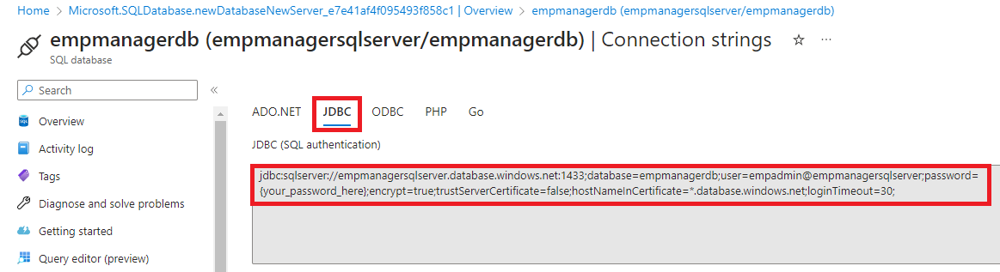 Home > Microsoft.SQLDatabase.newDatabaseNewServer_e7e41af4f095493f858c1 | Overview > empmanagerdb (empmanagersqlserver/empmanagerdb)
empmanagerdb (empmanagersqlserver/empmanagerdb) | Connection strings
SQL database
Search
Overview
Activity log
Tags
Diagnose and solve problems
Getting started
Query editor (preview)
ADO.NET JDBC ODBC PHP Go
JDBC (SQL authentication)
jdbc:sqlserver://empmanagersqlserver.database.windows.net:1433;database=empmanagerdb;user=empadmin@empmanagersqlserver;password=
{your_password_here};encrypt=true;trustServerCertificate=false;hostNameInCertificate=*.database.windows.net;loginTimeout=30;